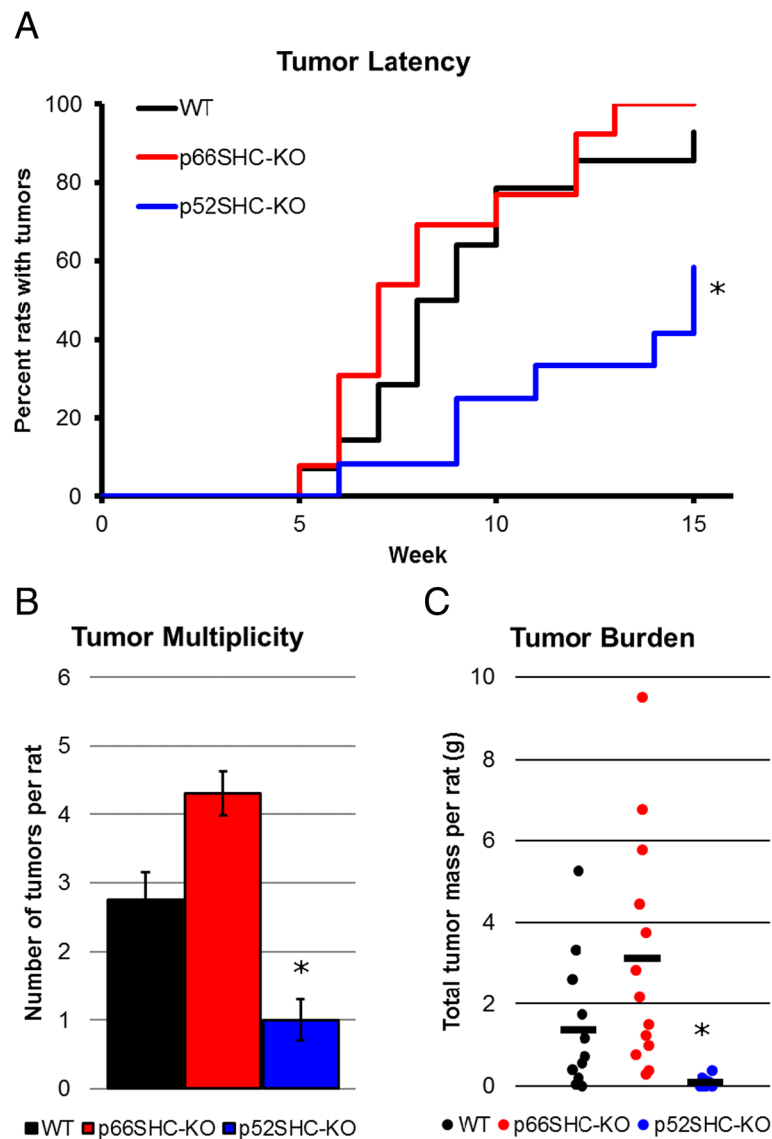 A
Tumor Latency
100
80
60
40
20
0
Percent rats with tumors
WT
p66SHC-KO
p52SHC-KO
*
0 5 10 15
Week
B
Tumor Multiplicity
6
5
4
3
2
1
0
Number of tumors per rat
*
WT p66SHC-KO p52SHC-KO
C
Tumor Burden
10
8
6
4
2
0
Total tumor mass per rat (g)
*
WT p66SHC-KO p52SHC-KO